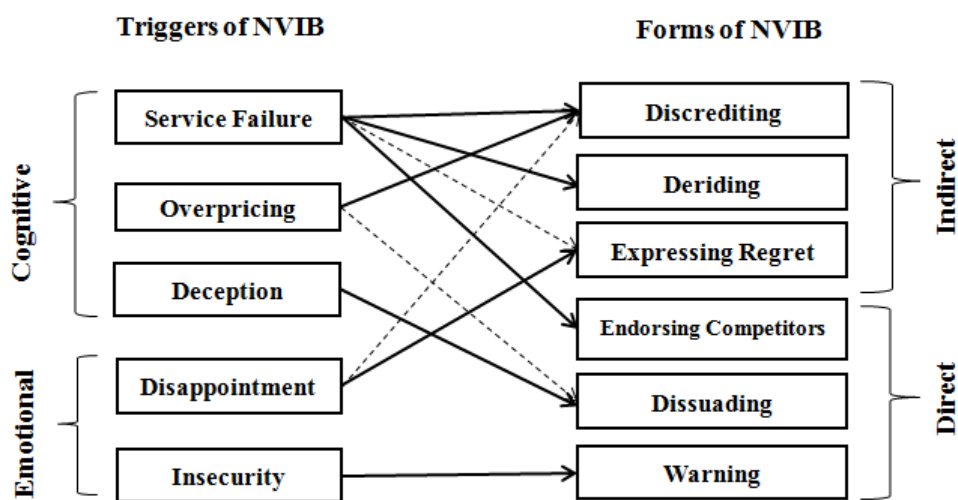 Triggers of NVIB
Forms of NVIB
Cognitive
Service Failure
Overpricing
Deception
Emotional
Disappointment
Insecurity
Discrediting
Deriding
Expressing Regret
Indirect
Endorsing Competitors
Dissuading
Warning
Direct